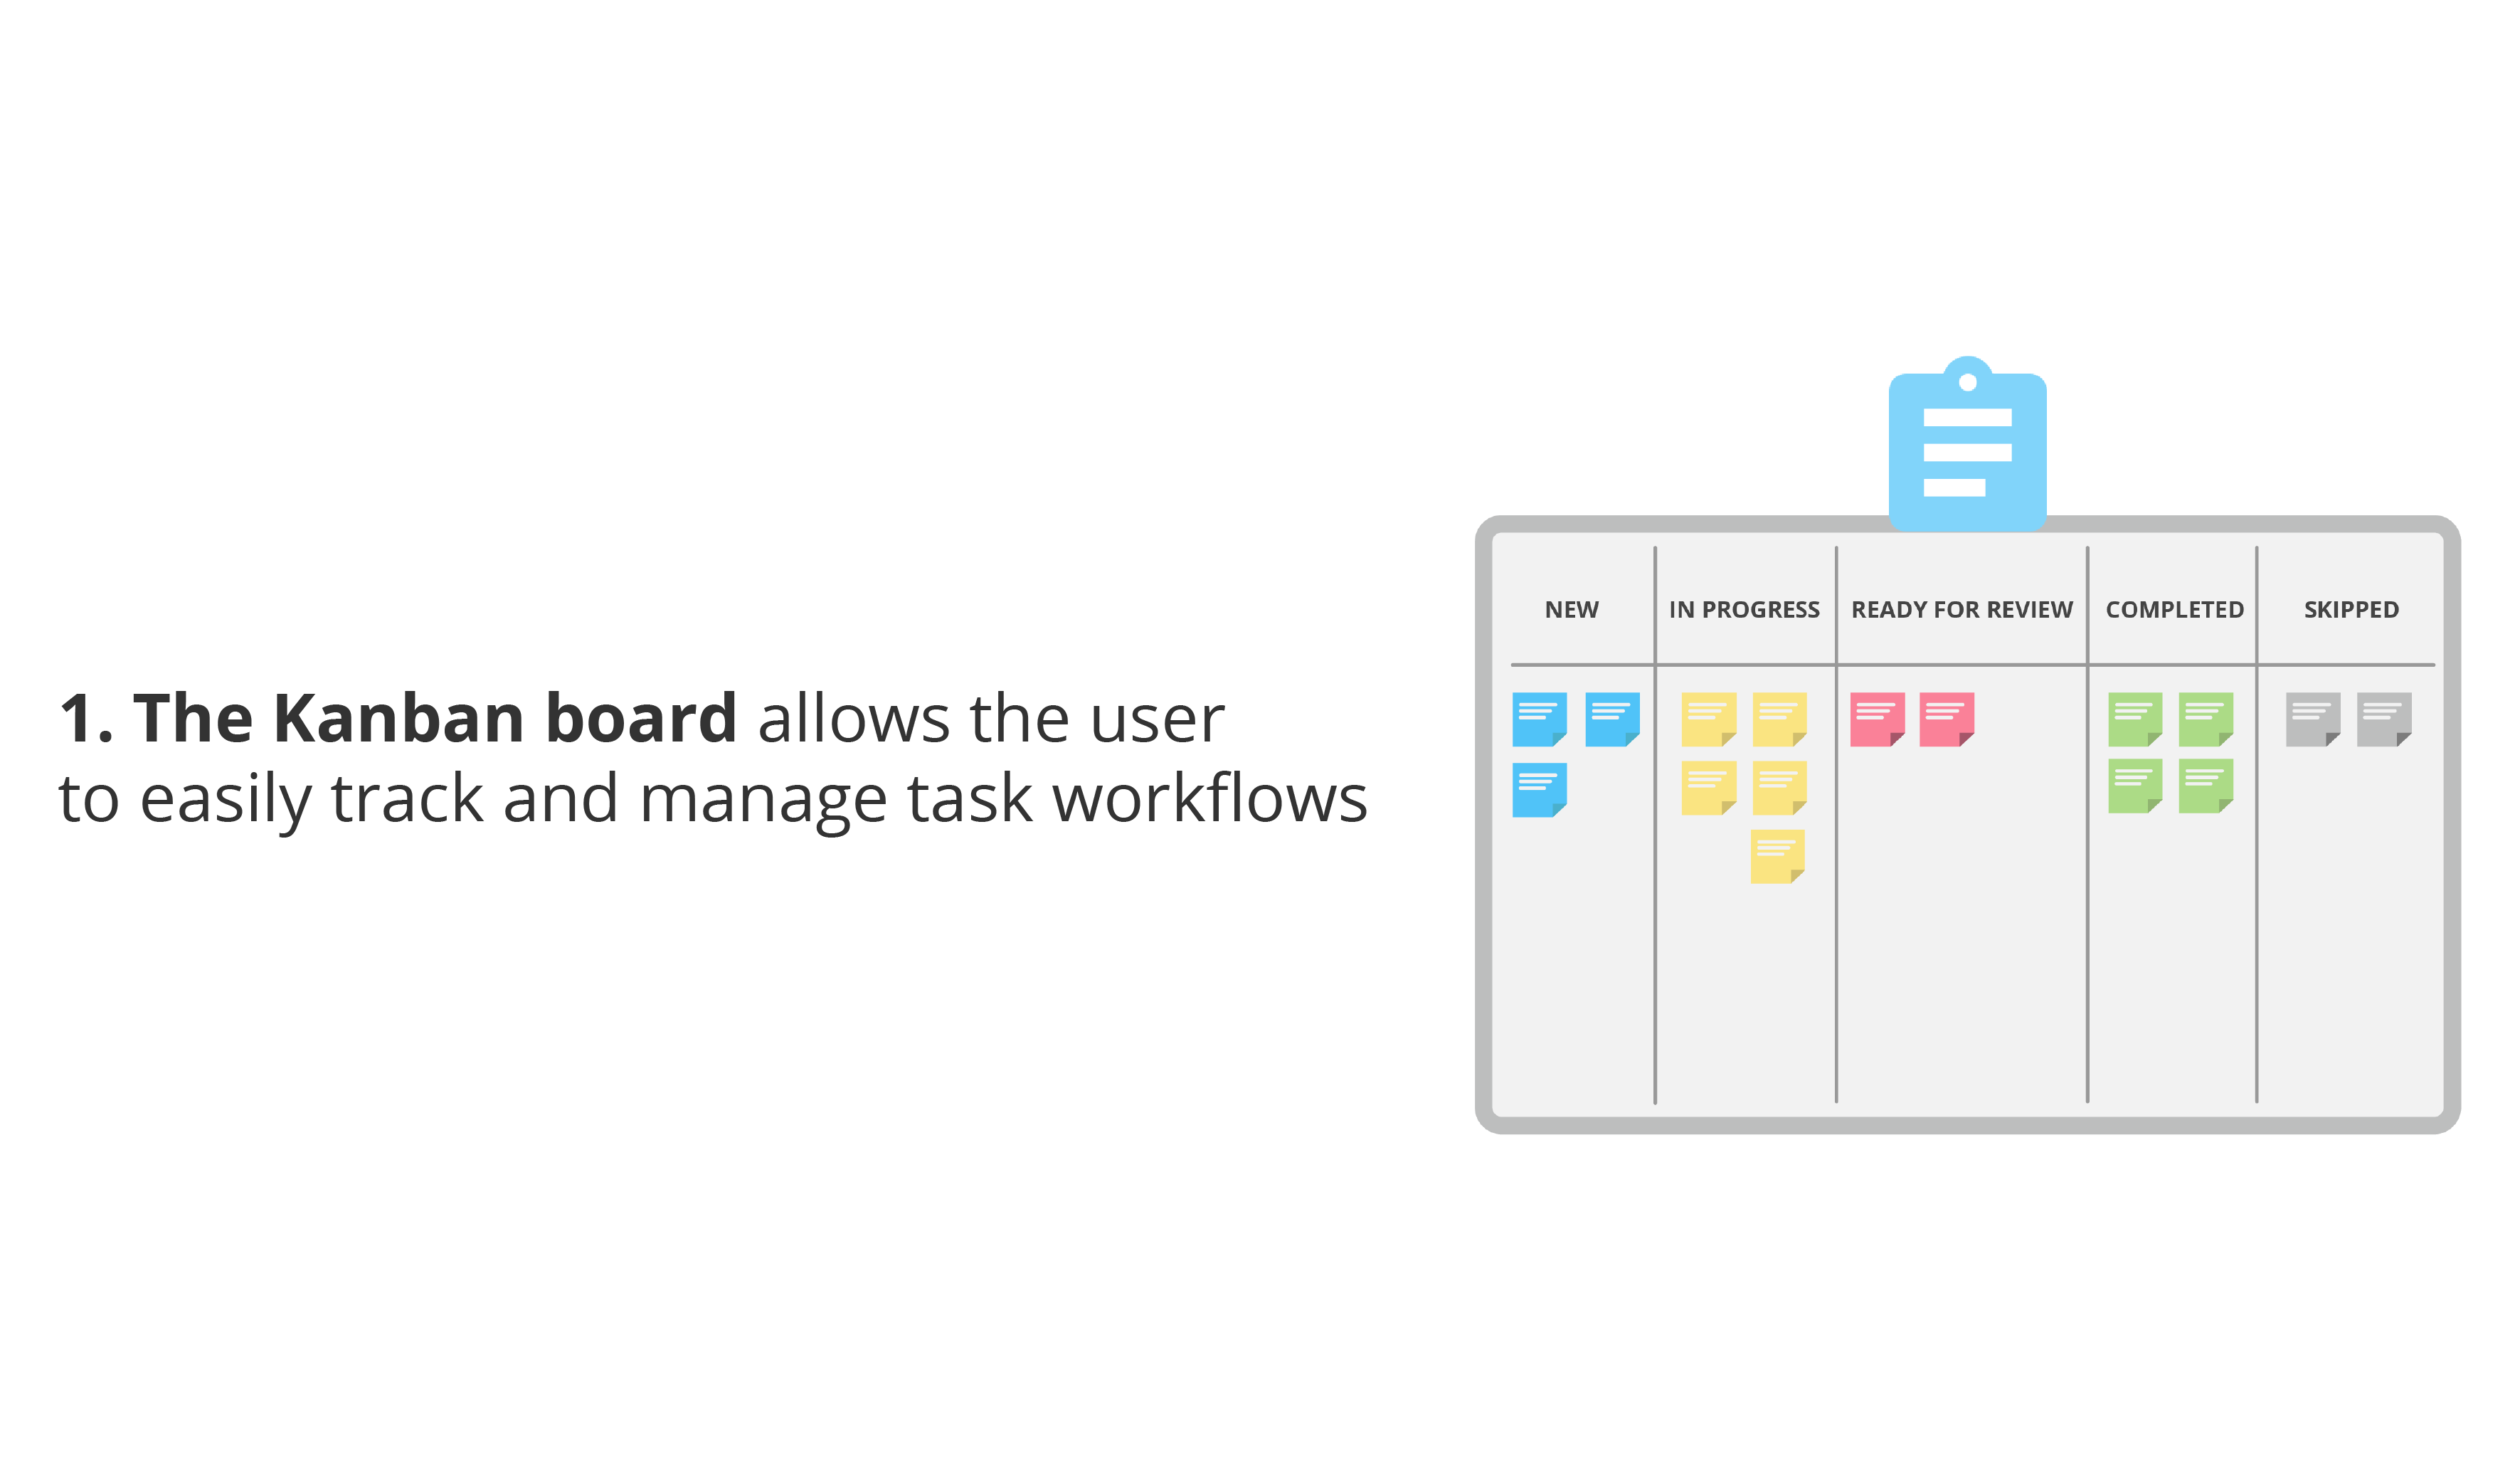 1. The Kanban board allows the user
to easily track and manage task workflows
NEW
IN PROGRESS
READY FOR REVIEW
COMPLETED
SKIPPED